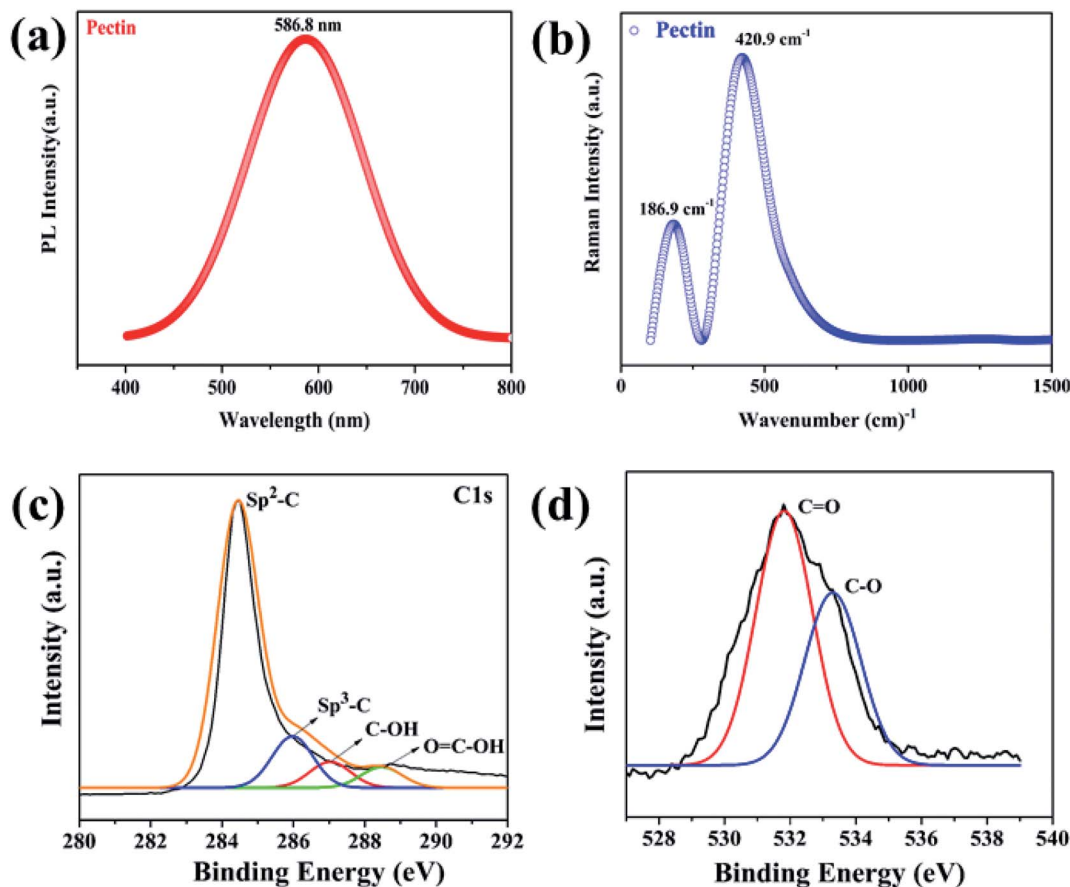 (a)
Pectin
586.8 nm
PL Intensity(a.u.)
400 500 600 700 800
Wavelength (nm)
(b)
Pectin
420.9 cm⁻¹
186.9 cm⁻¹
Raman Intensity (a.u.)
0 500 1000 1500
Wavenumber (cm)⁻¹
(c)
Sp²-C
C1s
Sp³-C
C-OH
O=C-OH
Intensity (a.u.)
280 282 284 286 288 290 292
Binding Energy (eV)
(d)
C=O
C-O
Intensity (a.u.)
528 530 532 534 536 538 540
Binding Energy (eV)